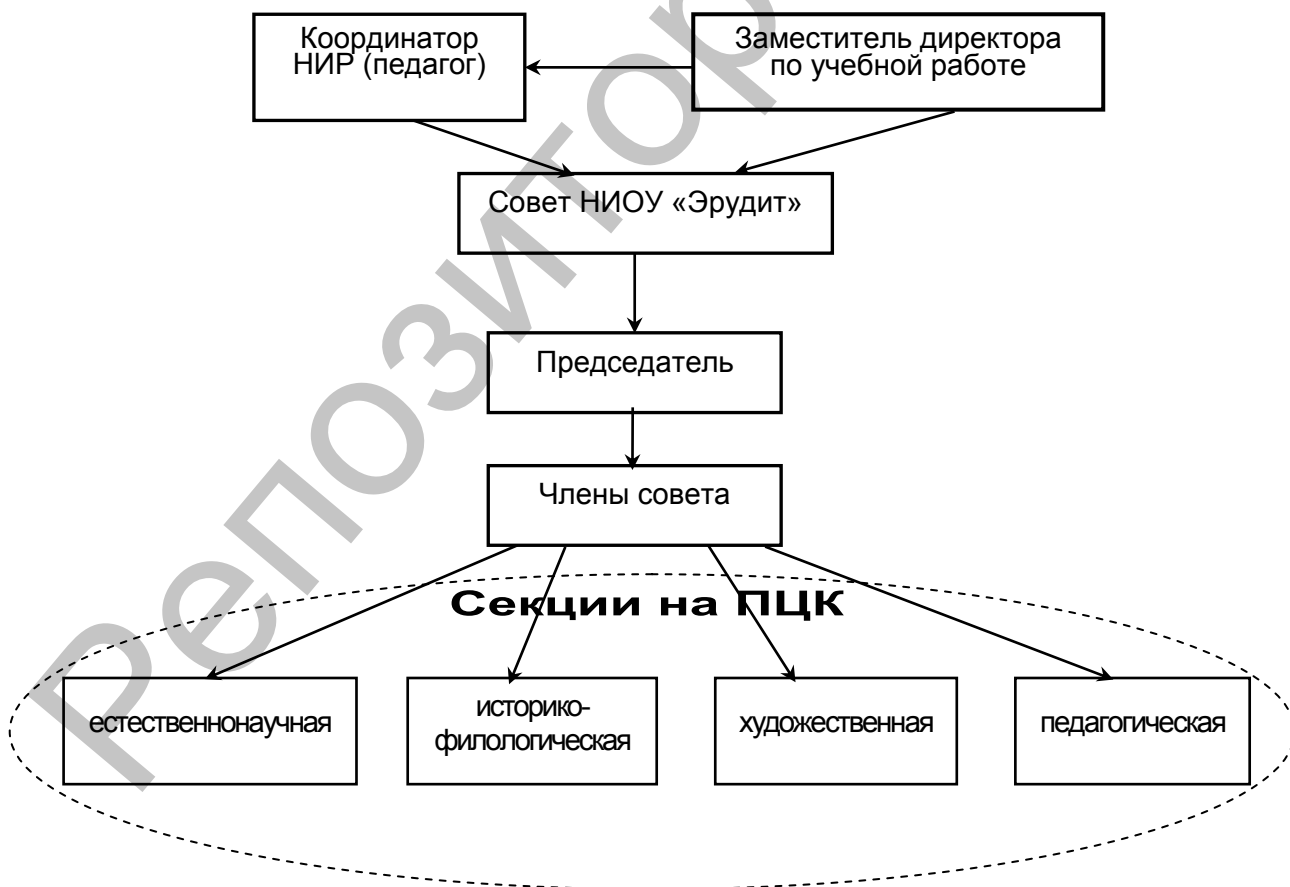 Координатор
НИР (педагог)
Заместитель директора
по учебной работе
Совет НИОУ «Эрудит»
Председатель
Члены совета
Секции на ПЦК
естественнонаучная
историко-
филологическая
художественная
педагогическая
Репозитор